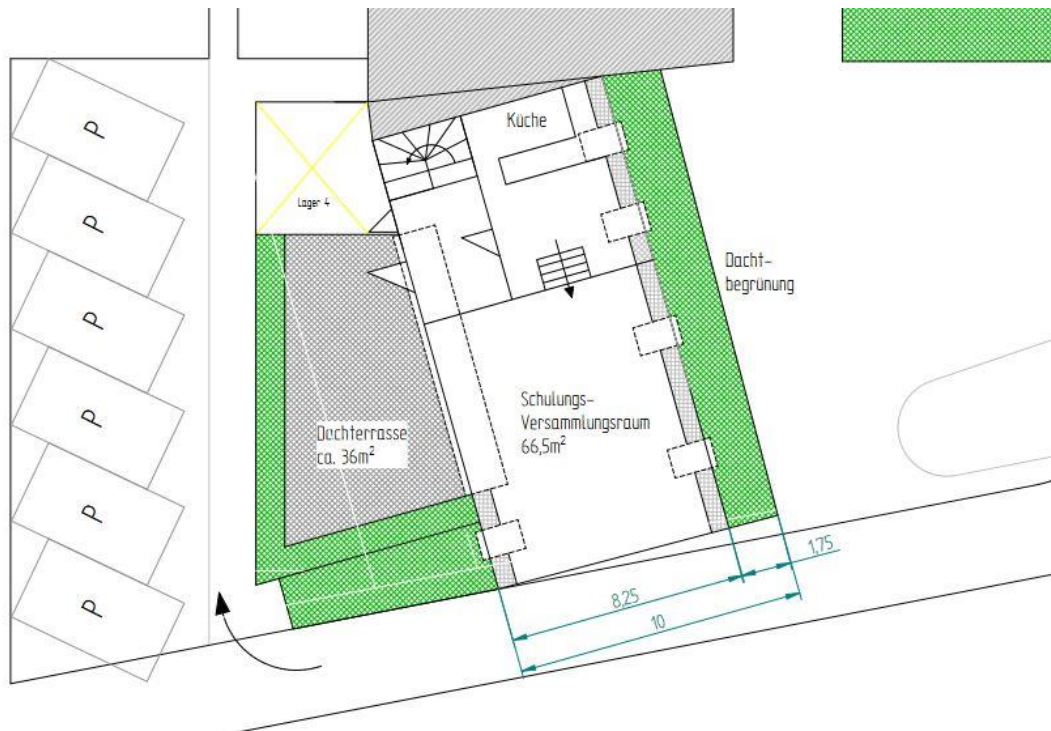 P
P
P
P
P
P
Küche
Lager 4
Dacht-
begrünung
Schulungs-
Versammlungsraum
66,5m²
Dachterrasse
ca. 36m²
1,75
8,25
10